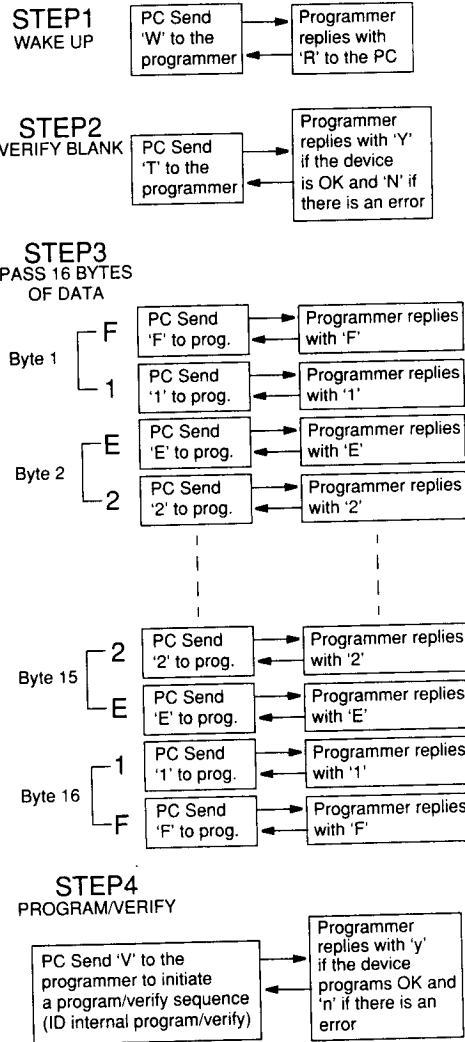 STEP1
WAKE UP
PC Send
'W' to the
programmer
Programmer
replies with
'R' to the PC
STEP2
VERIFY BLANK
PC Send
'T' to the
programmer
Programmer
replies with 'Y'
if the device
is OK and 'N' if
there is an error
STEP3
PASS 16 BYTES
OF DATA
Byte 1
F
PC Send
'F' to prog.
Programmer replies
with 'F'
1
PC Send
'1' to prog.
Programmer replies
with '1'
Byte 2
E
PC Send
'E' to prog.
Programmer replies
with 'E'
2
PC Send
'2' to prog.
Programmer replies
with '2'
Byte 15
2
PC Send
'2' to prog.
Programmer replies
with '2'
E
PC Send
'E' to prog.
Programmer replies
with 'E'
Byte 16
1
PC Send
'1' to prog.
Programmer replies
with '1'
F
PC Send
'F' to prog.
Programmer replies
with 'F'
STEP4
PROGRAM/VERIFY
PC Send 'V' to the
programmer to initiate
a program/verify sequence
(ID internal program/verify)
Programmer
replies with 'y'
if the device
programs OK and
'n' if there is an
error